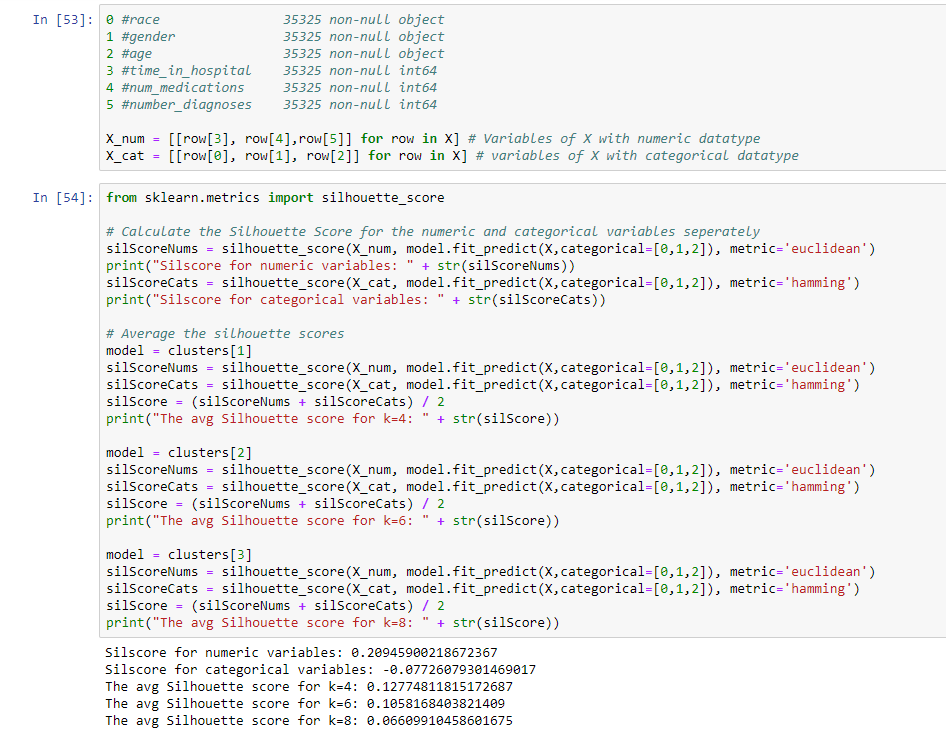 In [53]: 0 #race 35325 non-null object
1 #gender 35325 non-null object
2 #age 35325 non-null object
3 #time_in_hospital 35325 non-null int64
4 #num_medications 35325 non-null int64
5 #number_diagnoses 35325 non-null int64
X_num = [[row[3], row[4],row[5]] for row in X] # Variables of X with numeric datatype
X_cat = [[row[0], row[1], row[2]] for row in X] # variables of X with categorical datatype
In [54]: from sklearn.metrics import silhouette_score
# Calculate the Silhouette Score for the numeric and categorical variables seperately
silScoreNums = silhouette_score(X_num, model.fit_predict(X,categorical=[0,1,2]), metric='euclidean')
print("Silscore for numeric variables: " + str(silScoreNums))
silScoreCats = silhouette_score(X_cat, model.fit_predict(X,categorical=[0,1,2]), metric='hamming')
print("Silscore for categorical variables: " + str(silScoreCats))
# Average the silhouette scores
model = clusters[1]
silScoreNums = silhouette_score(X_num, model.fit_predict(X,categorical=[0,1,2]), metric='euclidean')
silScoreCats = silhouette_score(X_cat, model.fit_predict(X,categorical=[0,1,2]), metric='hamming')
silScore = (silScoreNums + silScoreCats) / 2
print("The avg Silhouette score for k=4: " + str(silScore))
model = clusters[2]
silScoreNums = silhouette_score(X_num, model.fit_predict(X,categorical=[0,1,2]), metric='euclidean')
silScoreCats = silhouette_score(X_cat, model.fit_predict(X,categorical=[0,1,2]), metric='hamming')
silScore = (silScoreNums + silScoreCats) / 2
print("The avg Silhouette score for k=6: " + str(silScore))
model = clusters[3]
silScoreNums = silhouette_score(X_num, model.fit_predict(X,categorical=[0,1,2]), metric='euclidean')
silScoreCats = silhouette_score(X_cat, model.fit_predict(X,categorical=[0,1,2]), metric='hamming')
silScore = (silScoreNums + silScoreCats) / 2
print("The avg Silhouette score for k=8: " + str(silScore))
Silscore for numeric variables: 0.20945900218672367
Silscore for categorical variables: -0.07726079301469017
The avg Silhouette score for k=4: 0.12774811815172687
The avg Silhouette score for k=6: 0.1058168403821409
The avg Silhouette score for k=8: 0.06609910458601675